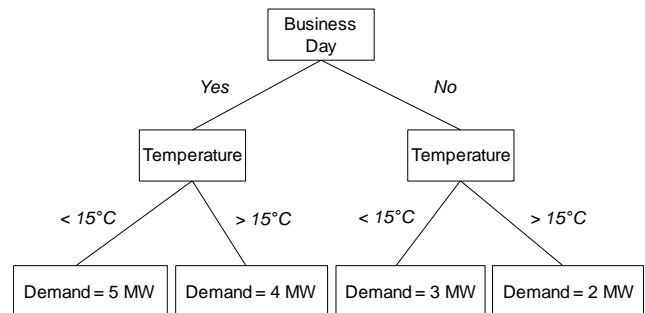 Business
Day
Yes
No
Temperature
Temperature
< 15°C
> 15°C
< 15°C
> 15°C
Demand = 5 MW
Demand = 4 MW
Demand = 3 MW
Demand = 2 MW